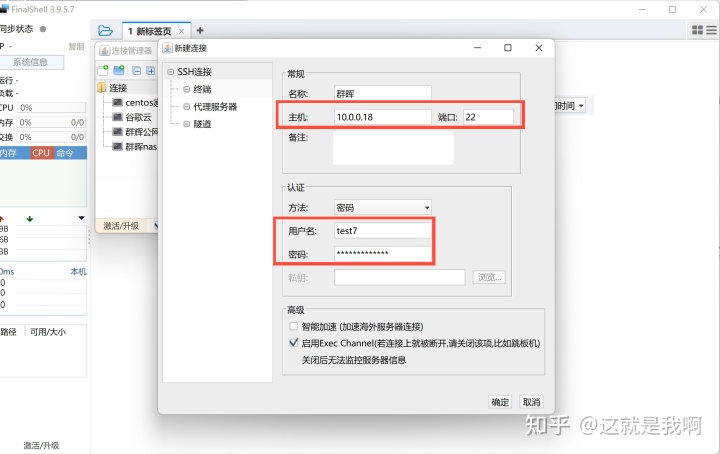 FinalShell 3.9.5.7
同步状态
P -
复制
系统信息
运行 -
负载 -
CPU 0%
内存 0% 0/0
交换 0% 0/0
内存 CPU 命令
9B
6B
3B
0ms 本机
0
0
0
路径 可用/大小
激活/升级
1 新标签页
连接管理器
连接
centos家
谷歌云
群晖公网
群晖nas
激活/升级
时间
新建连接
SSH连接
终端
代理服务器
隧道
常规
名称: 群晖
主机: 10.0.0.18 端口: 22
备注:
认证
方法: 密码
用户名: test7
密码: *************
私钥: 浏览...
高级
智能加速 (加速海外服务器连接)
启用Exec Channel(若连接上就被断开,请关闭该项,比如跳板机)
关闭后无法监控服务器信息
确定 取消
知乎 @这就是我啊